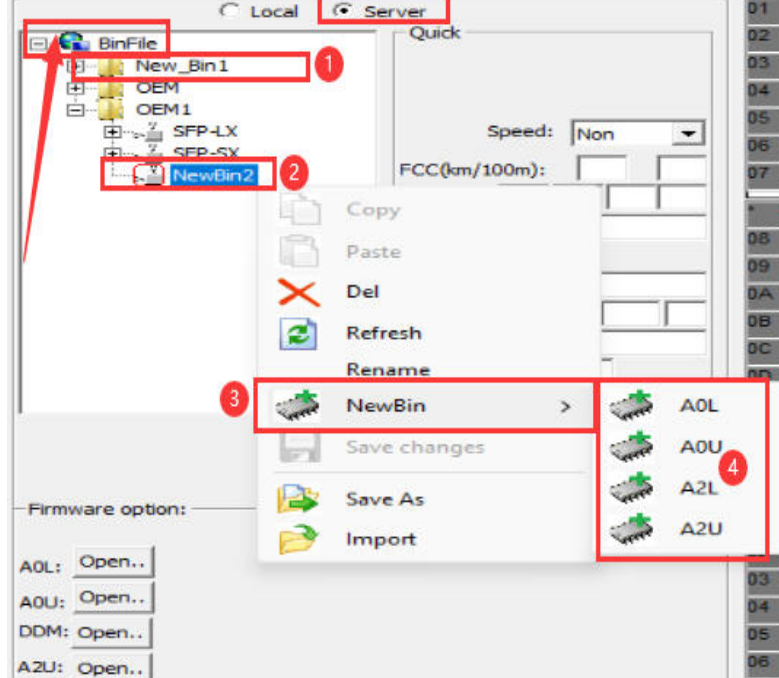 Local Server
BinFile
New_Bin1 1
OEM
OEM1
SFP-LX
SFP-SX
NewBin2 2
Quick
Speed: Non
FCC(km/100m):
Copy
Paste
Del
Refresh
Rename
3 NewBin >
Save changes
Save As
Import
A0L
A0U
4
A2L
A2U
Firmware option:
A0L: Open..
A0U: Open..
DDM: Open..
A2U: Open..
01
02
03
04
05
06
07
*
08
09
0A
0B
0C
0D
03
04
05
06